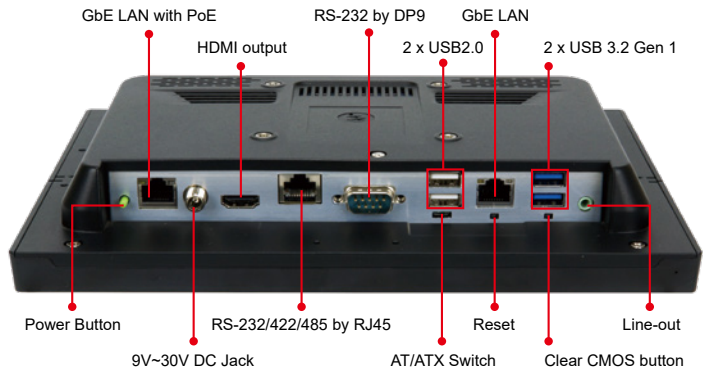 GbE LAN with PoE
RS-232 by DP9
GbE LAN
HDMI output
2 x USB2.0
2 x USB 3.2 Gen 1
Power Button
RS-232/422/485 by RJ45
Reset
Line-out
9V~30V DC Jack
AT/ATX Switch
Clear CMOS button